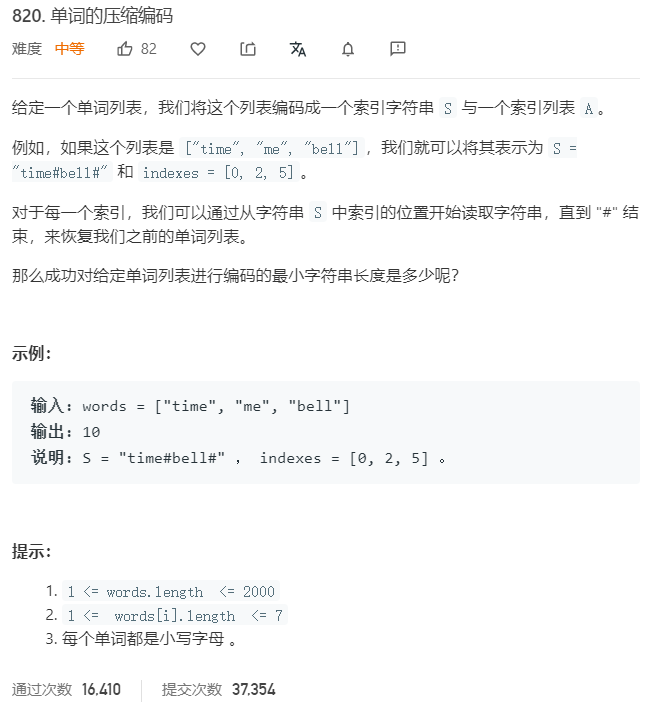 820. 单词的压缩编码
难度 中等 82
给定一个单词列表，我们将这个列表编码成一个索引字符串 S 与一个索引列表 A。
例如，如果这个列表是 ["time", "me", "bell"]，我们就可以将其表示为 S =
"time#bell#" 和 indexes = [0, 2, 5]。
对于每一个索引，我们可以通过从字符串 S 中索引的位置开始读取字符串，直到 "#" 结
束，来恢复我们之前的单词列表。
那么成功对给定单词列表进行编码的最小字符串长度是多少呢？
示例：
输入: words = ["time", "me", "bell"]
输出: 10
说明: S = "time#bell#" ， indexes = [0, 2, 5] 。
提示：
1. 1 <= words.length <= 2000
2. 1 <= words[i].length <= 7
3. 每个单词都是小写字母 。
通过次数 16,410 提交次数 37,354